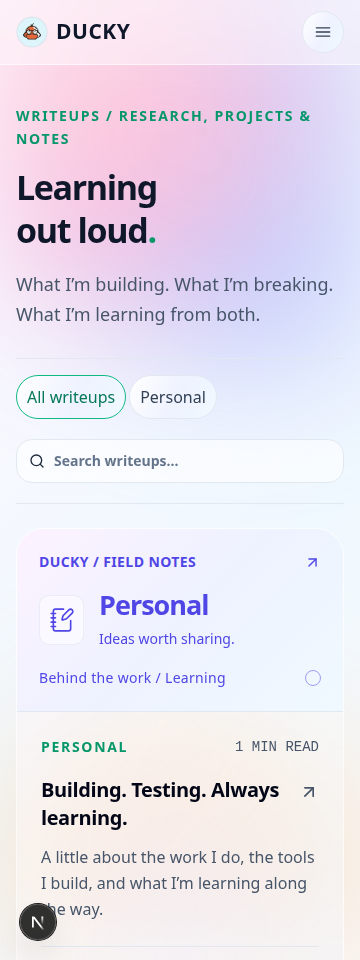 DUCKY
WRITEUPS / RESEARCH, PROJECTS &
NOTES
Learning
out loud.
What I’m building. What I’m breaking.
What I’m learning from both.
All writeups
Personal
Search writeups…
DUCKY / FIELD NOTES
Personal
Ideas worth sharing.
Behind the work / Learning
PERSONAL
1 MIN READ
Building. Testing. Always
learning.
A little about the work I do, the tools
I build, and what I’m learning along
the way.
N